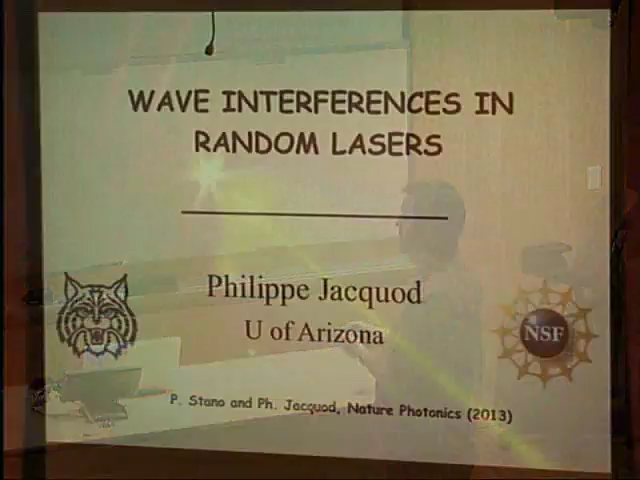 WAVE INTERFERENCES IN
RANDOM LASERS
Philippe Jacquod
U of Arizona
NSF
P. Stano and Ph. Jacquod, Nature Photonics (2013)